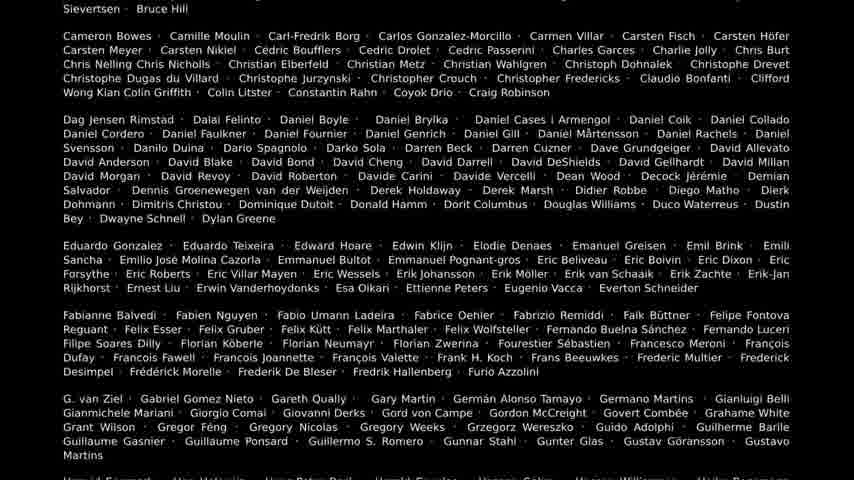 Sievertsen · Bruce Hill
Cameron Bowes · Camille Moulin · Carl-Fredrik Borg · Carlos Gonzalez-Morcillo · Carmen Villar · Carsten Fisch · Carsten Höfer
Carsten Meyer · Carsten Nikiel · Cédric Boufflers · Cedric Drolet · Cedric Passerini · Charles Garces · Charlie Jolly · Chris Burt
Chris Nelling Chris Nicholls · Christian Elberfeld · Christian Metz · Christian Wahlgren · Christoph Dohnalek · Christophe Drevet
Christophe Dugas du Villard · Christophe Jurzynski · Christopher Crouch · Christopher Fredericks · Claudio Bonfanti · Clifford
Wong Kian Colin Griffith · Colin Litster · Constantin Rahn · Coyok Drio · Craig Robinson
Dag Jensen Rimstad · Dalai Felinto · Daniel Boyle · Daniel Brylka · Daniel Cases i Armengol · Daniel Coik · Daniel Collado
Daniel Cordero · Daniel Faulkner · Daniel Fournier · Daniel Genrich · Daniel Gill · Daniel Mårtensson · Daniel Rachels · Daniel
Svensson · Danilo Duina · Dario Spagnolo · Darko Sola · Darren Beck · Darren Cuzner · Dave Grundgeiger · David Allevato
David Anderson · David Blake · David Bond · David Cheng · David Darrell · David DeShields · David Gellhardt · David Millan
David Morgan · David Revoy · David Roberton · Davide Carini · Davide Vercelli · Dean Wood · Decock Jérémie · Demian
Salvador · Dennis Groenewegen van der Weijden · Derek Holdaway · Derek Marsh · Didier Robbe · Diego Matho · Dierk
Dohmann · Dimitris Christou · Dominique Dutoit · Donald Hamm · Dorit Columbus · Douglas Williams · Duco Waterreus · Dustin
Bey · Dwayne Schnell · Dylan Greene
Eduardo Gonzalez · Eduardo Teixeira · Edward Hoare · Edwin Klijn · Elodie Denaes · Emanuel Greisen · Emil Brink · Emili
Sancha · Emilio José Molina Cazorla · Emmanuel Bultot · Emmanuel Pognant-gros · Eric Beliveau · Eric Boivin · Eric Dixon · Eric
Forsythe · Eric Roberts · Eric Villar Mayen · Eric Wessels · Erik Johansson · Erik Möller · Erik van Schaaik · Erik Zachte · Erik-Jan
Rijkhorst · Ernest Liu · Erwin Vanderhoydonks · Esa Oikari · Ettienne Peters · Eugenio Vacca · Everton Schneider
Fabianne Balvedi · Fabien Nguyen · Fabio Umann Ladeira · Fabrice Oehler · Fabrizio Remiddi · Falk Büttner · Felipe Fontova
Reguant · Felix Esser · Felix Gruber · Felix Kütt · Felix Marthaler · Felix Wolfsteller · Fernando Buelna Sánchez · Fernando Luceri
Filipe Soares Dilly · Florian Köberle · Florian Neumayr · Florian Zwerina · Fourestier Sébastien · Francesco Meroni · François
Dufay · Francois Fawell · Francois Joannette · François Valette · Frank H. Koch · Frans Beeuwkes · Frederic Multier · Frederick
Desimpel · Frédérick Morelle · Frederik De Bleser · Fredrik Hallenberg · Furio Azzolini
G. van Ziel · Gabriel Gomez Nieto · Gareth Qually · Gary Martin · Germán Alonso Tamayo · Germano Martins · Gianluigi Belli
Gianmichele Mariani · Giorgio Comai · Giovanni Derks · Gord von Campe · Gordon McCreight · Govert Combée · Grahame White
Grant Wilson · Gregor Féng · Gregory Nicolas · Gregory Weeks · Grzegorz Wereszko · Guido Adolphi · Guilherme Barile
Guillaume Gasnier · Guillaume Ponsard · Guillermo S. Romero · Gunnar Stahl · Gunter Glas · Gustav Göransson · Gustavo
Martins